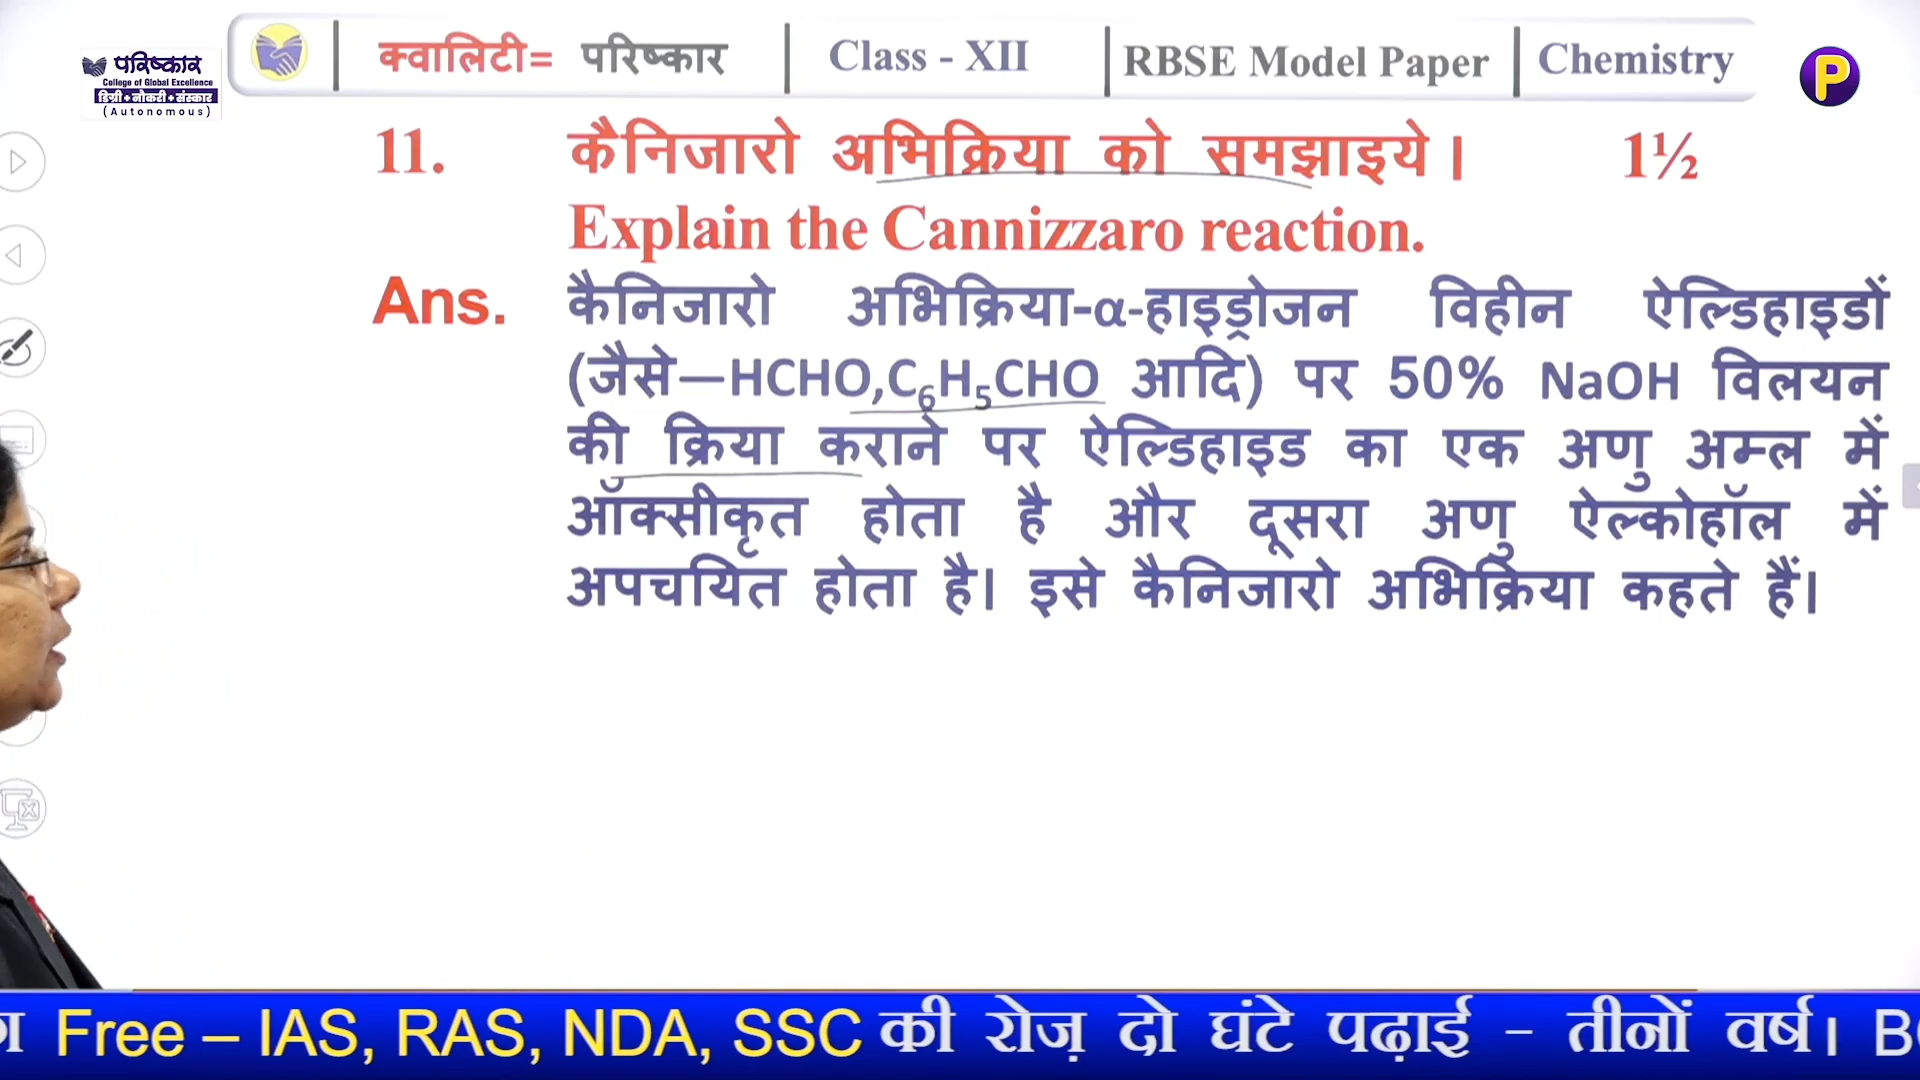 परिष्कार
College of Global Excellence
डिग्री + नौकरी + संस्कार
(Autonomous)
क्वालिटी= परिष्कार
Class - XII
RBSE Model Paper
Chemistry
P
11. कैनिजारो अभिक्रिया को समझाइये। 1½
Explain the Cannizzaro reaction.
Ans. कैनिजारो अभिक्रिया-α-हाइड्रोजन विहीन ऐल्डिहाइडों
(जैसे—HCHO,C₆H₅CHO आदि) पर 50% NaOH विलयन
की क्रिया कराने पर ऐल्डिहाइड का एक अणु अम्ल में
ऑक्सीकृत होता है और दूसरा अणु ऐल्कोहॉल में
अपचयित होता है। इसे कैनिजारो अभिक्रिया कहते हैं।
Free – IAS, RAS, NDA, SSC की रोज़ दो घंटे पढ़ाई - तीनों वर्ष।